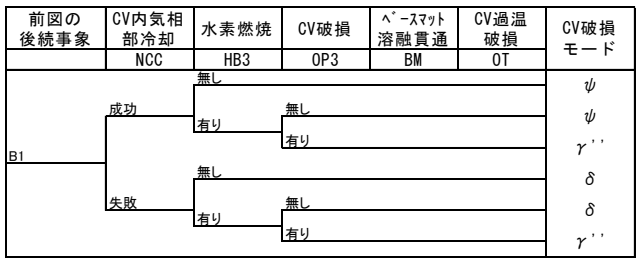 前図の
後続事象
CV内気相
部冷却
水素燃焼
CV破損
ﾍﾞｰｽﾏｯﾄ
溶融貫通
CV過温
破損
CV破損
モード
NCC
HB3
OP3
BM
OT
無し
ψ
成功
無し
ψ
有り
有り
γ''
B1
無し
δ
失敗
無し
δ
有り
有り
γ''